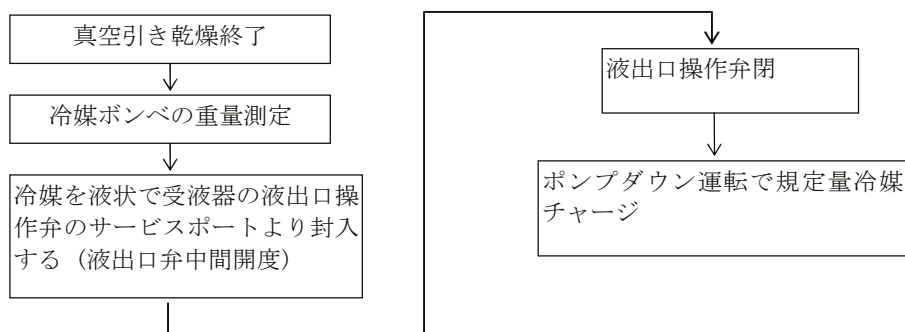 真空引き乾燥終了
冷媒ボンベの重量測定
冷媒を液状で受液器の液出口操
作弁のサービスポートより封入
する（液出口弁中間開度）
液出口操作弁閉
ポンプダウン運転で規定量冷媒
チャージ